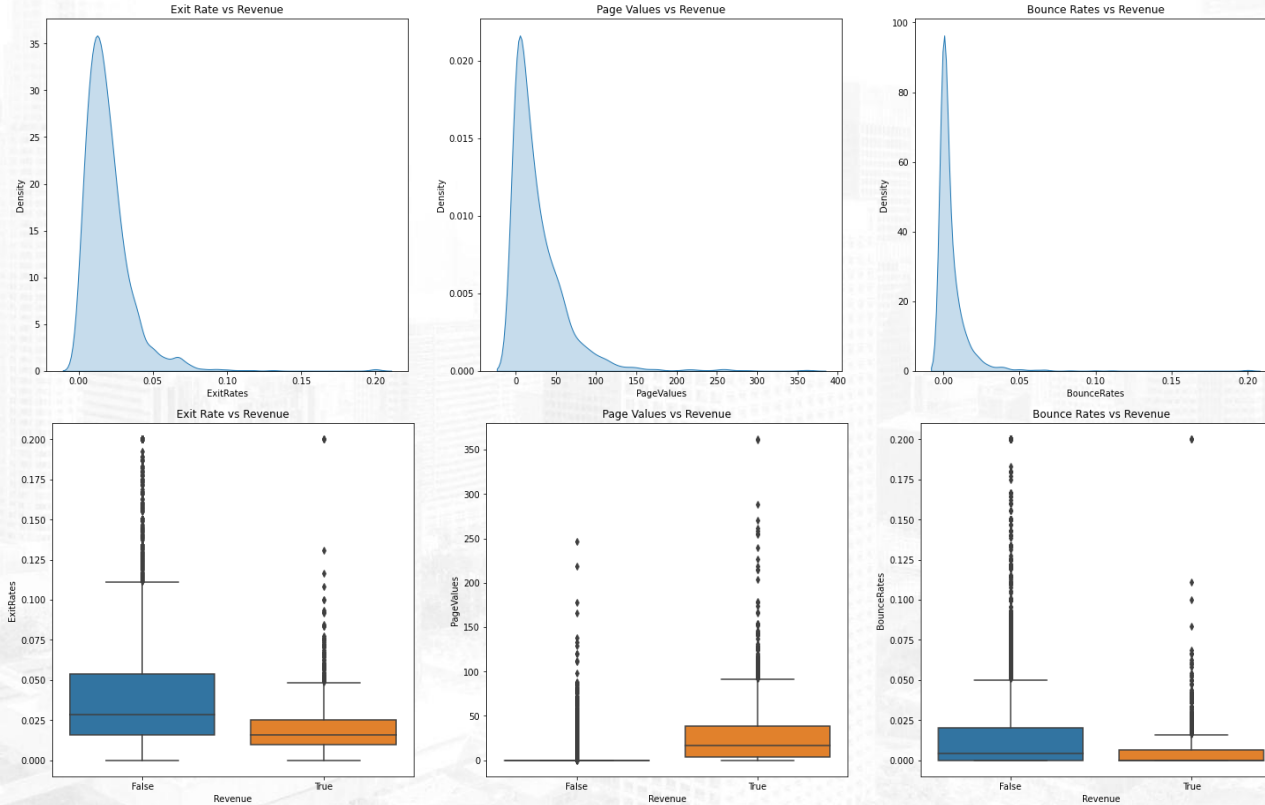 Exit Rate vs Revenue
35
30
25
20
15
10
5
0
Density
0.00 0.05 0.10 0.15 0.20
ExitRates
Page Values vs Revenue
0.020
0.015
0.010
0.005
0.000
Density
0 50 100 150 200 250 300 350 400
PageValues
Bounce Rates vs Revenue
100
80
60
40
20
0
Density
0.00 0.05 0.10 0.15 0.20
BounceRates
Exit Rate vs Revenue
0.200
0.175
0.150
0.125
0.100
0.075
0.050
0.025
0.000
ExitRates
False True
Revenue
Page Values vs Revenue
350
300
250
200
150
100
50
0
PageValues
False True
Revenue
Bounce Rates vs Revenue
0.200
0.175
0.150
0.125
0.100
0.075
0.050
0.025
0.000
BounceRates
False True
Revenue